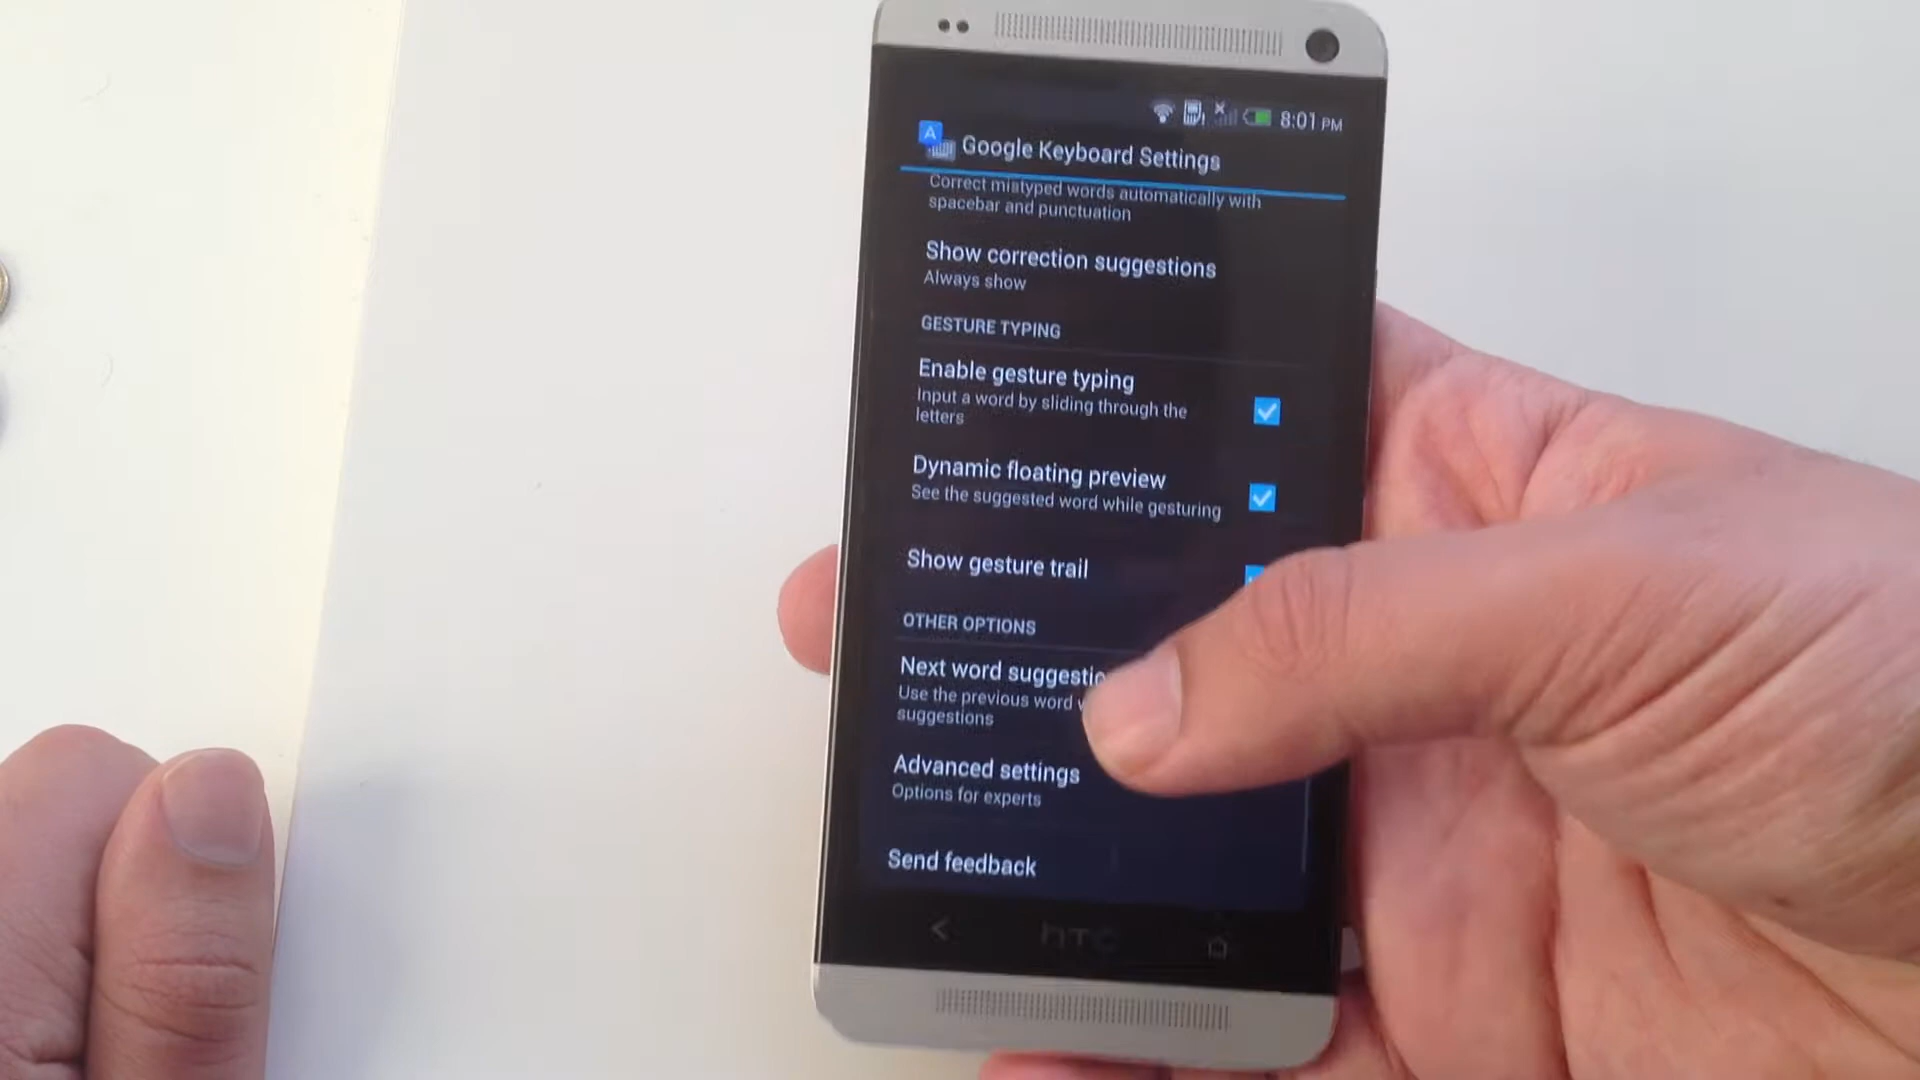 8:01 PM
Google Keyboard Settings
Correct mistyped words automatically with
spacebar and punctuation
Show correction suggestions
Always show
GESTURE TYPING
Enable gesture typing
Input a word by sliding through the
letters
Dynamic floating preview
See the suggested word while gesturing
Show gesture trail
OTHER OPTIONS
Next word
Use the previous word
suggestions
Advanced settings
Options for experts
Send feedback
hTC